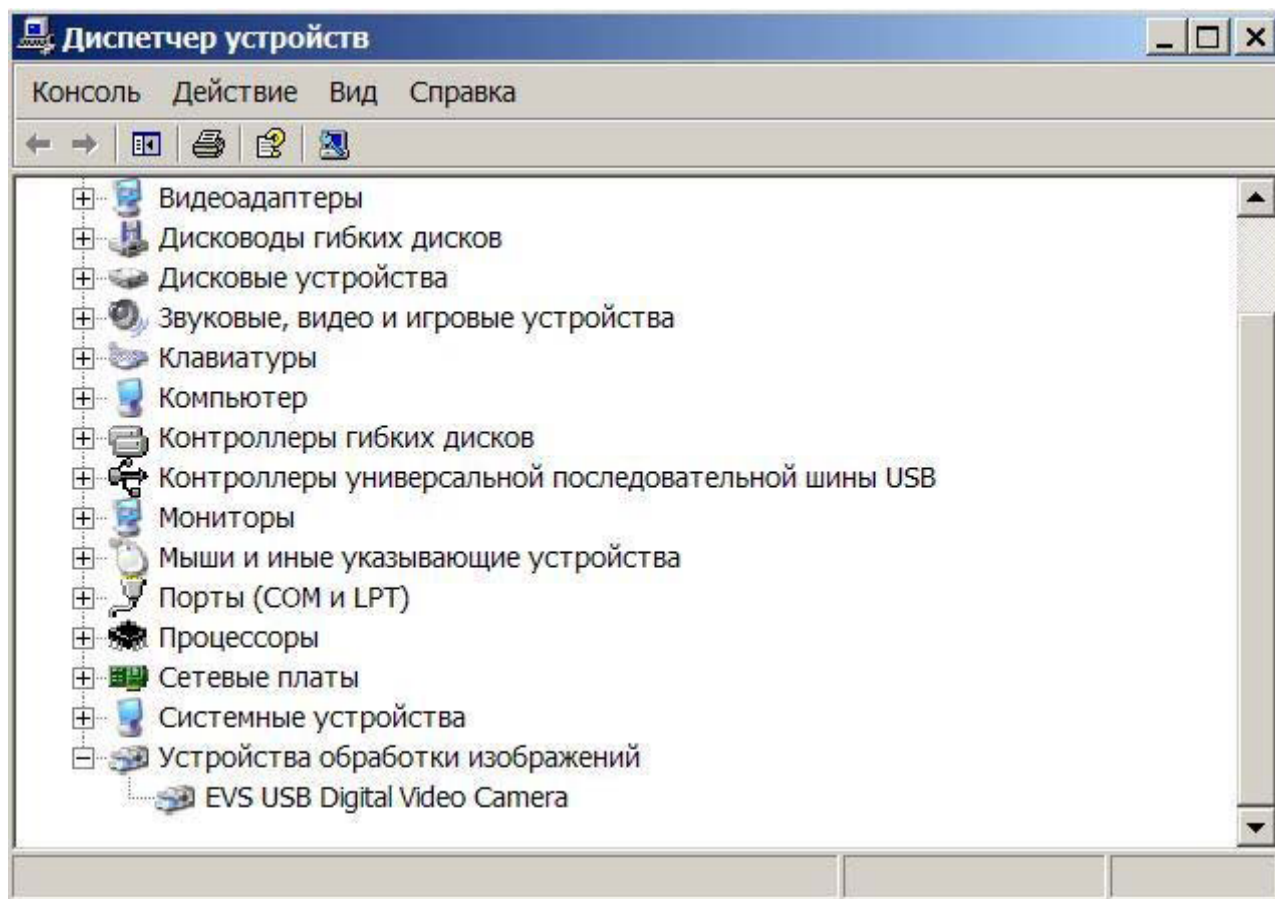 Диспетчер устройств
Консоль Действие Вид Справка
Видеоадаптеры
Дисководы гибких дисков
Дисковые устройства
Звуковые, видео и игровые устройства
Клавиатуры
Компьютер
Контроллеры гибких дисков
Контроллеры универсальной последовательной шины USB
Мониторы
Мыши и иные указывающие устройства
Порты (COM и LPT)
Процессоры
Сетевые платы
Системные устройства
Устройства обработки изображений
EVS USB Digital Video Camera